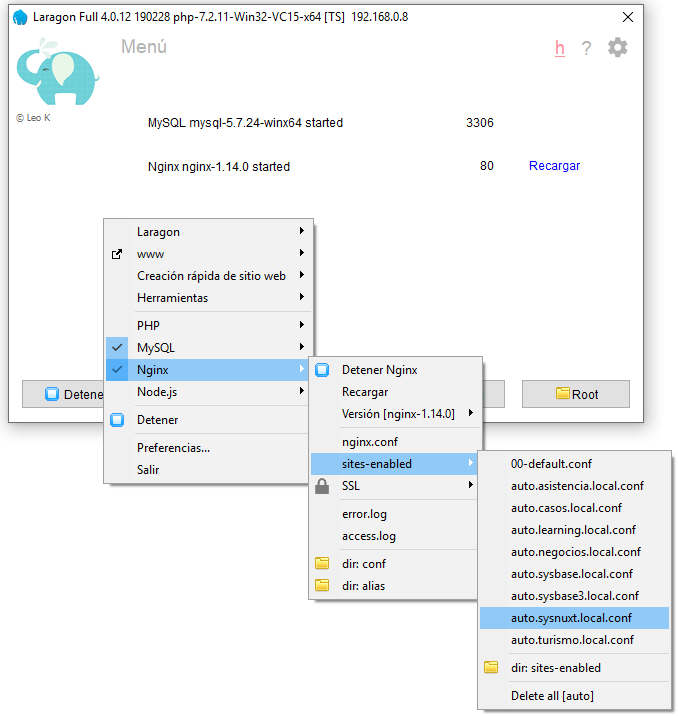 Laragon Full 4.0.12 190228 php-7.2.11-Win32-VC15-x64 [TS] 192.168.0.8
Menú
h ?
© Leo K
MySQL mysql-5.7.24-winx64 started 3306
Nginx nginx-1.14.0 started 80 Recargar
Laragon
www
Creación rápida de sitio web
Herramientas
PHP
MySQL
Nginx
Node.js
Detener
Preferencias...
Salir
Detene
Root
Detener Nginx
Recargar
Versión [nginx-1.14.0]
nginx.conf
sites-enabled
SSL
error.log
access.log
dir: conf
dir: alias
00-default.conf
auto.asistencia.local.conf
auto.casos.local.conf
auto.learning.local.conf
auto.negocios.local.conf
auto.sysbase.local.conf
auto.sysbase3.local.conf
auto.sysnuxt.local.conf
auto.turismo.local.conf
dir: sites-enabled
Delete all [auto]